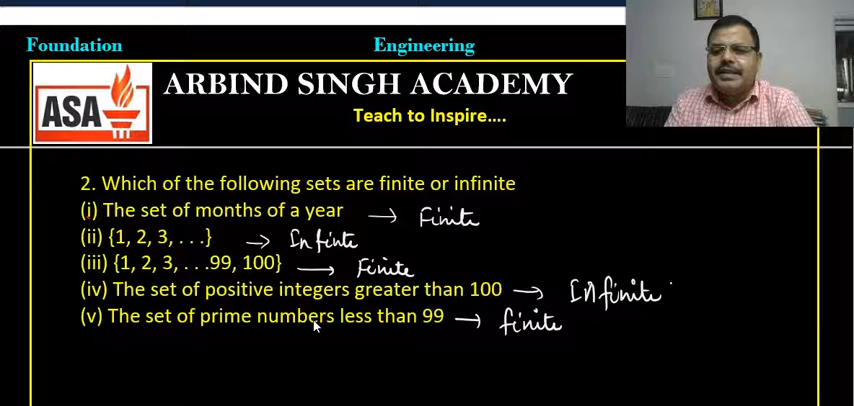 Foundation
Engineering
ASA
ARBIND SINGH ACADEMY
Teach to Inspire....
2. Which of the following sets are finite or infinite
(i) The set of months of a year → Finite
(ii) {1, 2, 3, . . .} → Infinte
(iii) {1, 2, 3, . . .99, 100} → Finite
(iv) The set of positive integers greater than 100 → Infinite
(v) The set of prime numbers less than 99 → finite